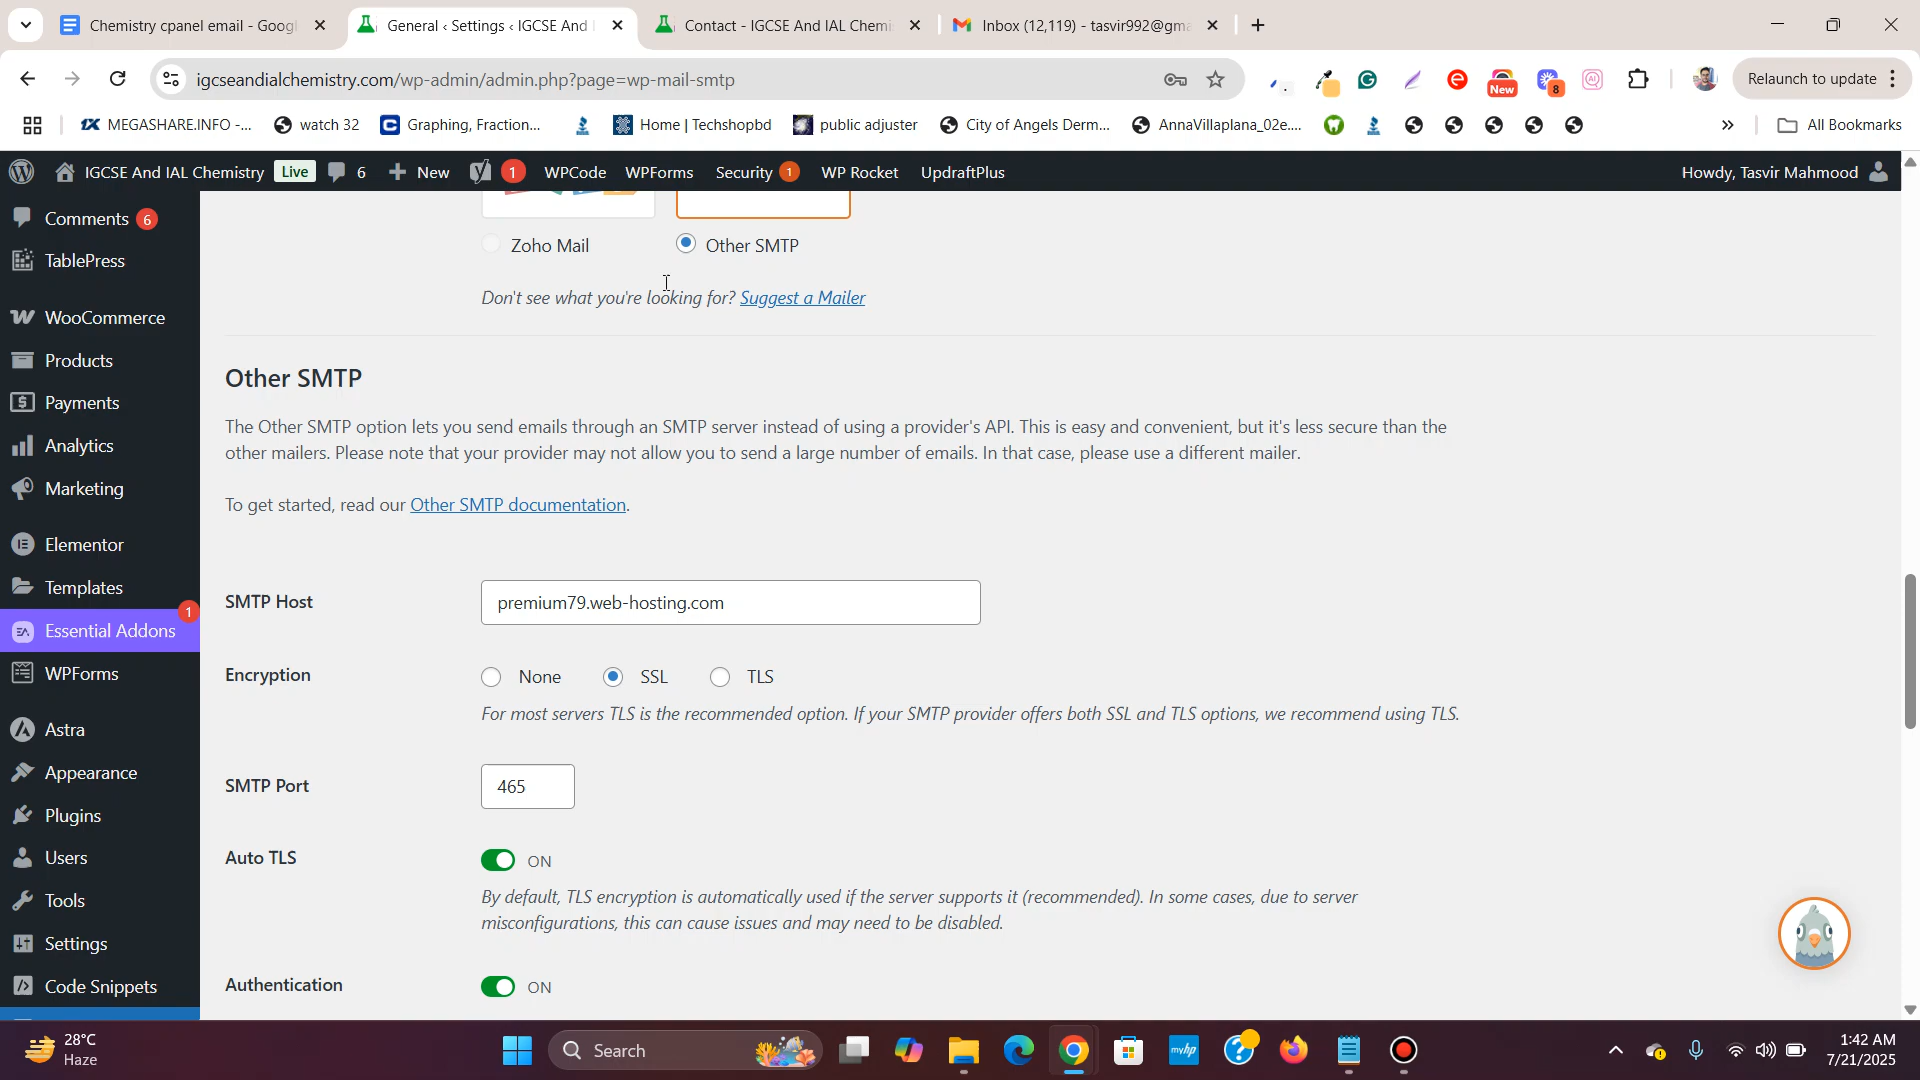 Chemistry cpanel email - Googl
General ‹ Settings ‹ IGCSE And I
Contact - IGCSE And IAL Chemis
Inbox (12,119) - tasvir992@gma
igcseandialchemistry.com/wp-admin/admin.php?page=wp-mail-smtp
New
8
Relaunch to update
MEGASHARE.INFO -...
watch 32
Graphing, Fraction...
Home | Techshopbd
public adjuster
City of Angels Derm...
AnnaVillaplana_02e....
All Bookmarks
IGCSE And IAL Chemistry
Live
6
New
1
WPCode
WPForms
Security
1
WP Rocket
UpdraftPlus
Howdy, Tasvir Mahmood
Comments
6
TablePress
WooCommerce
Products
Payments
Analytics
Marketing
Elementor
Templates
Essential Addons
1
WPForms
Astra
Appearance
Plugins
Users
Tools
Settings
Code Snippets
Zoho Mail
Other SMTP
Don't see what you're looking for? Suggest a Mailer
Other SMTP
The Other SMTP option lets you send emails through an SMTP server instead of using a provider's API. This is easy and convenient, but it's less secure than the
other mailers. Please note that your provider may not allow you to send a large number of emails. In that case, please use a different mailer.
To get started, read our Other SMTP documentation.
SMTP Host
premium79.web-hosting.com
Encryption
None
SSL
TLS
For most servers TLS is the recommended option. If your SMTP provider offers both SSL and TLS options, we recommend using TLS.
SMTP Port
465
Auto TLS
ON
By default, TLS encryption is automatically used if the server supports it (recommended). In some cases, due to server
misconfigurations, this can cause issues and may need to be disabled.
Authentication
ON
28°C
Haze
Search
myhp
1:42 AM
7/21/2025